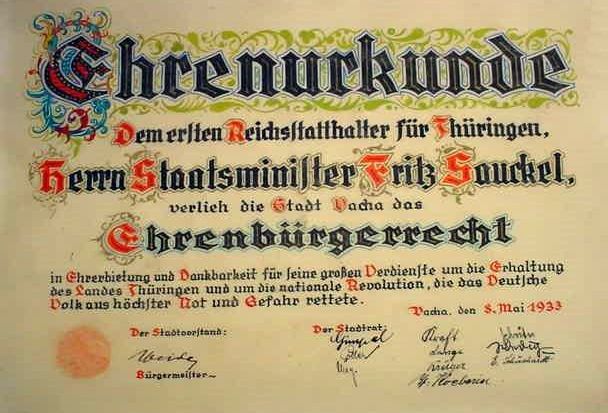 Ehrenurkunde
Dem ersten Reichsstatthalter für Thüringen,
Herrn Staatsminister Fritz Sauckel,
verlieh die Stadt Vacha das
Ehrenbürgerrecht
in Ehrerbietung und Dankbarkeit für seine großen Verdienste um die Erhaltung
des Landes Thüringen und um die nationale Revolution, die das Deutsche
Volk aus höchster Not und Gefahr rettete.
Vacha, den 8. Mai 1933
Der Stadtvorstand:
Bürgermeister
Der Stadtrat:
Kraft
Lange